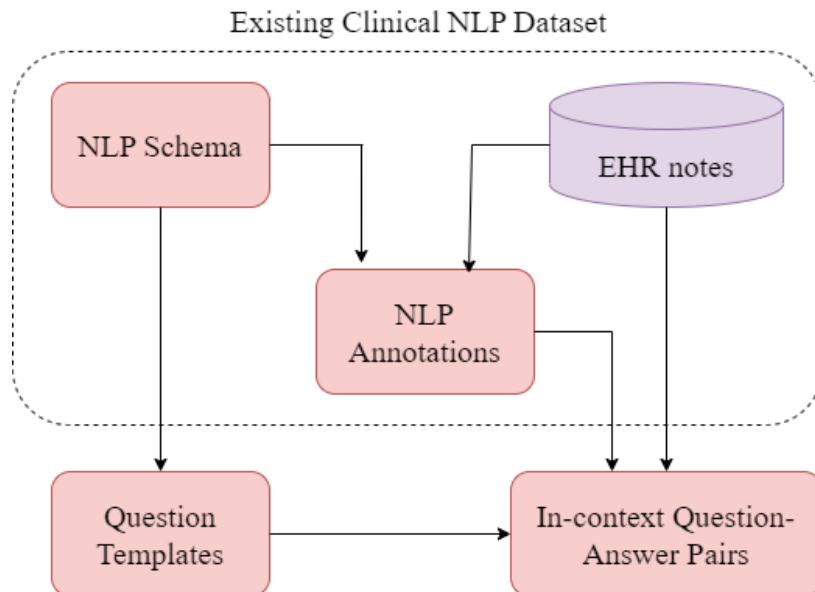 Existing Clinical NLP Dataset
NLP Schema
EHR notes
NLP
Annotations
Question
Templates
In-context Question-
Answer Pairs